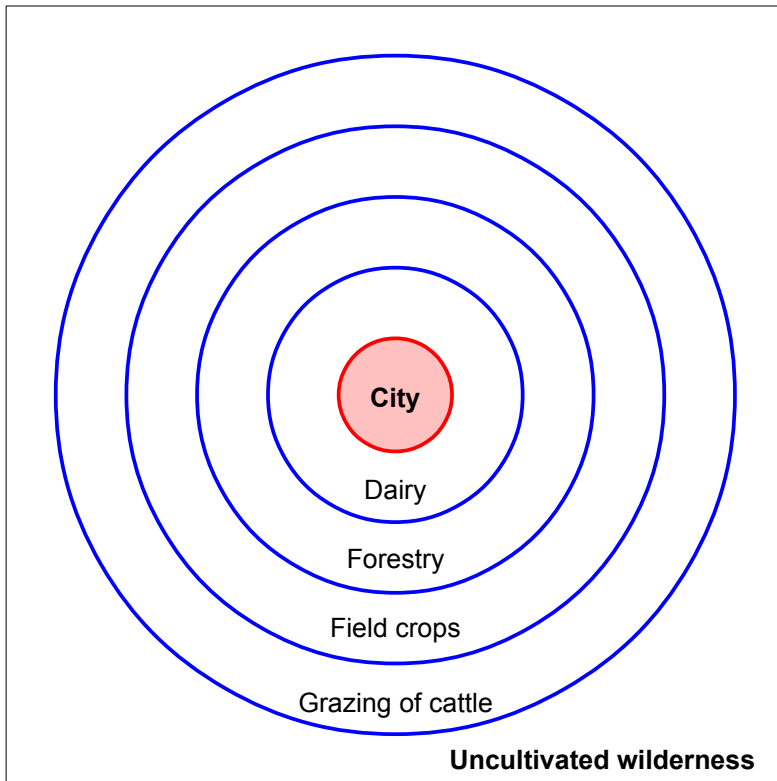 City
Dairy
Forestry
Field crops
Grazing of cattle
Uncultivated wilderness